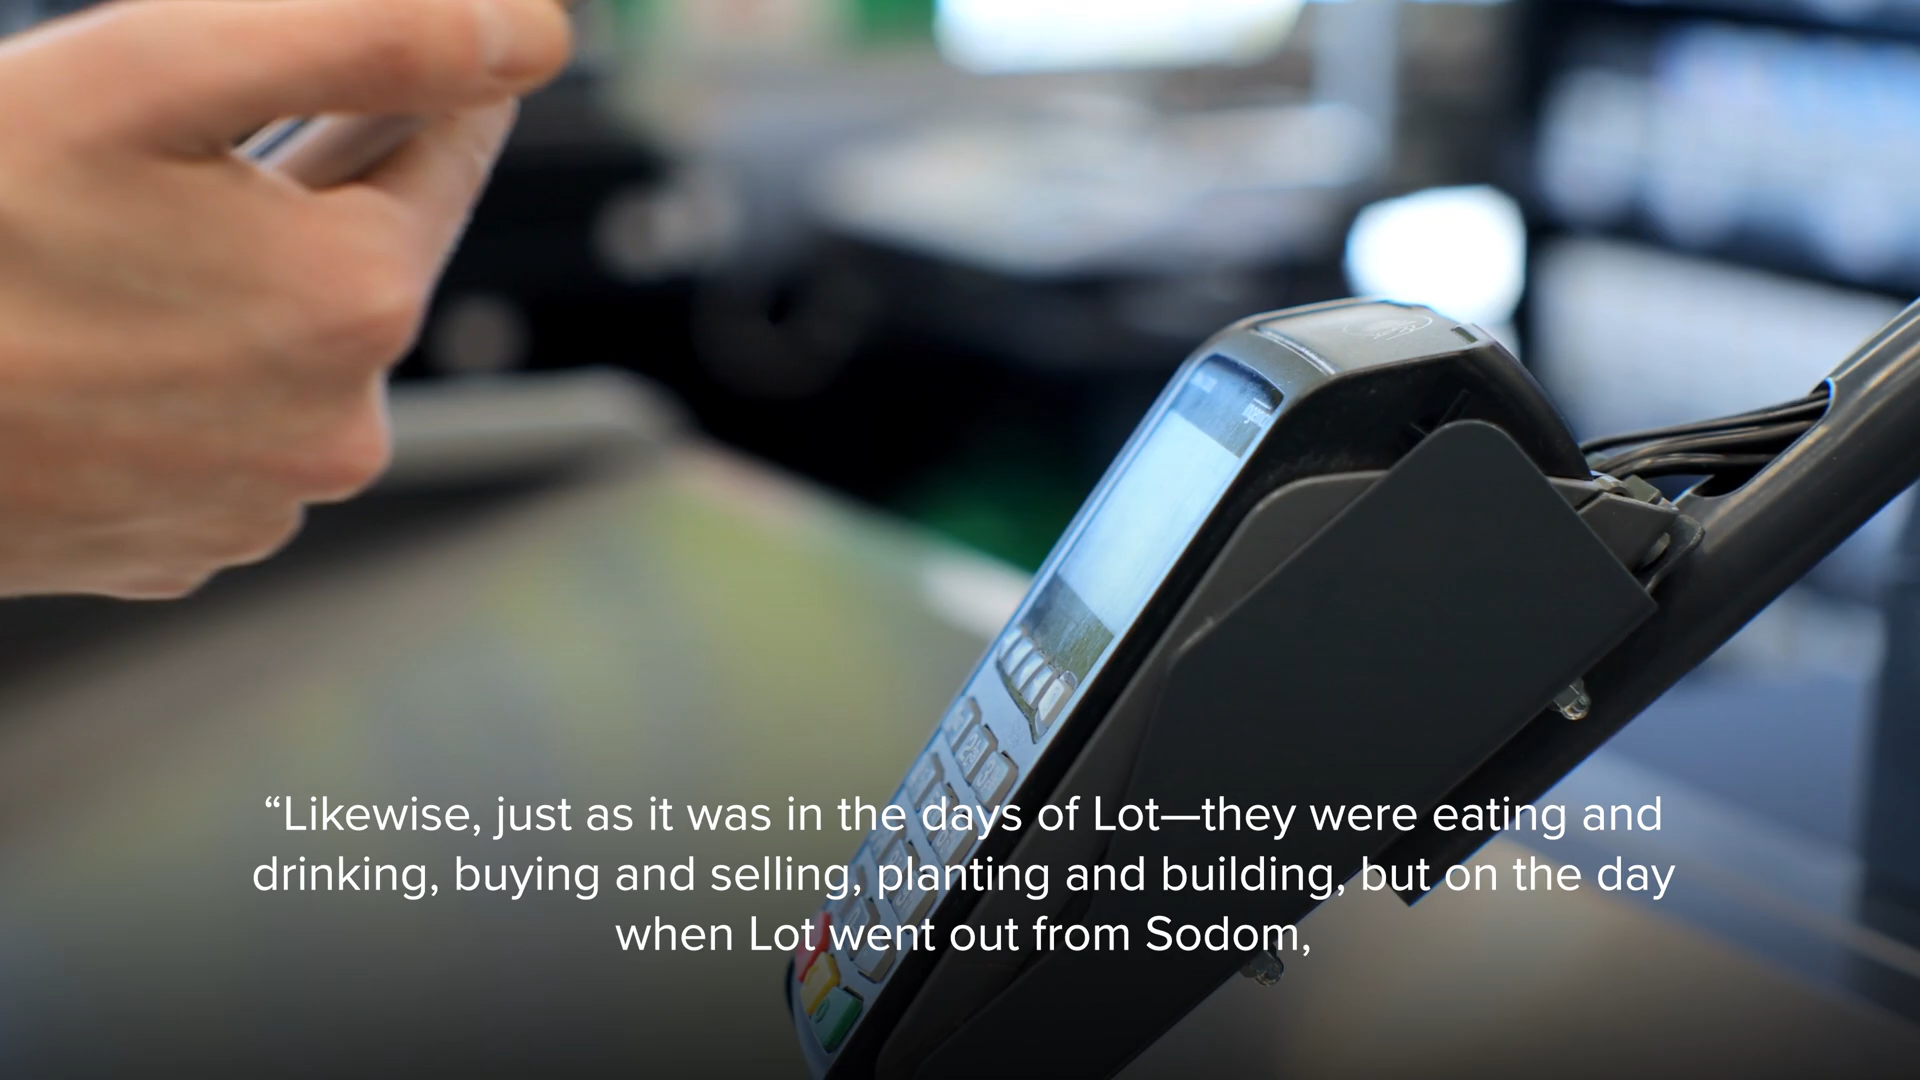 “Likewise, just as it was in the days of Lot—they were eating and
drinking, buying and selling, planting and building, but on the day
when Lot went out from Sodom,